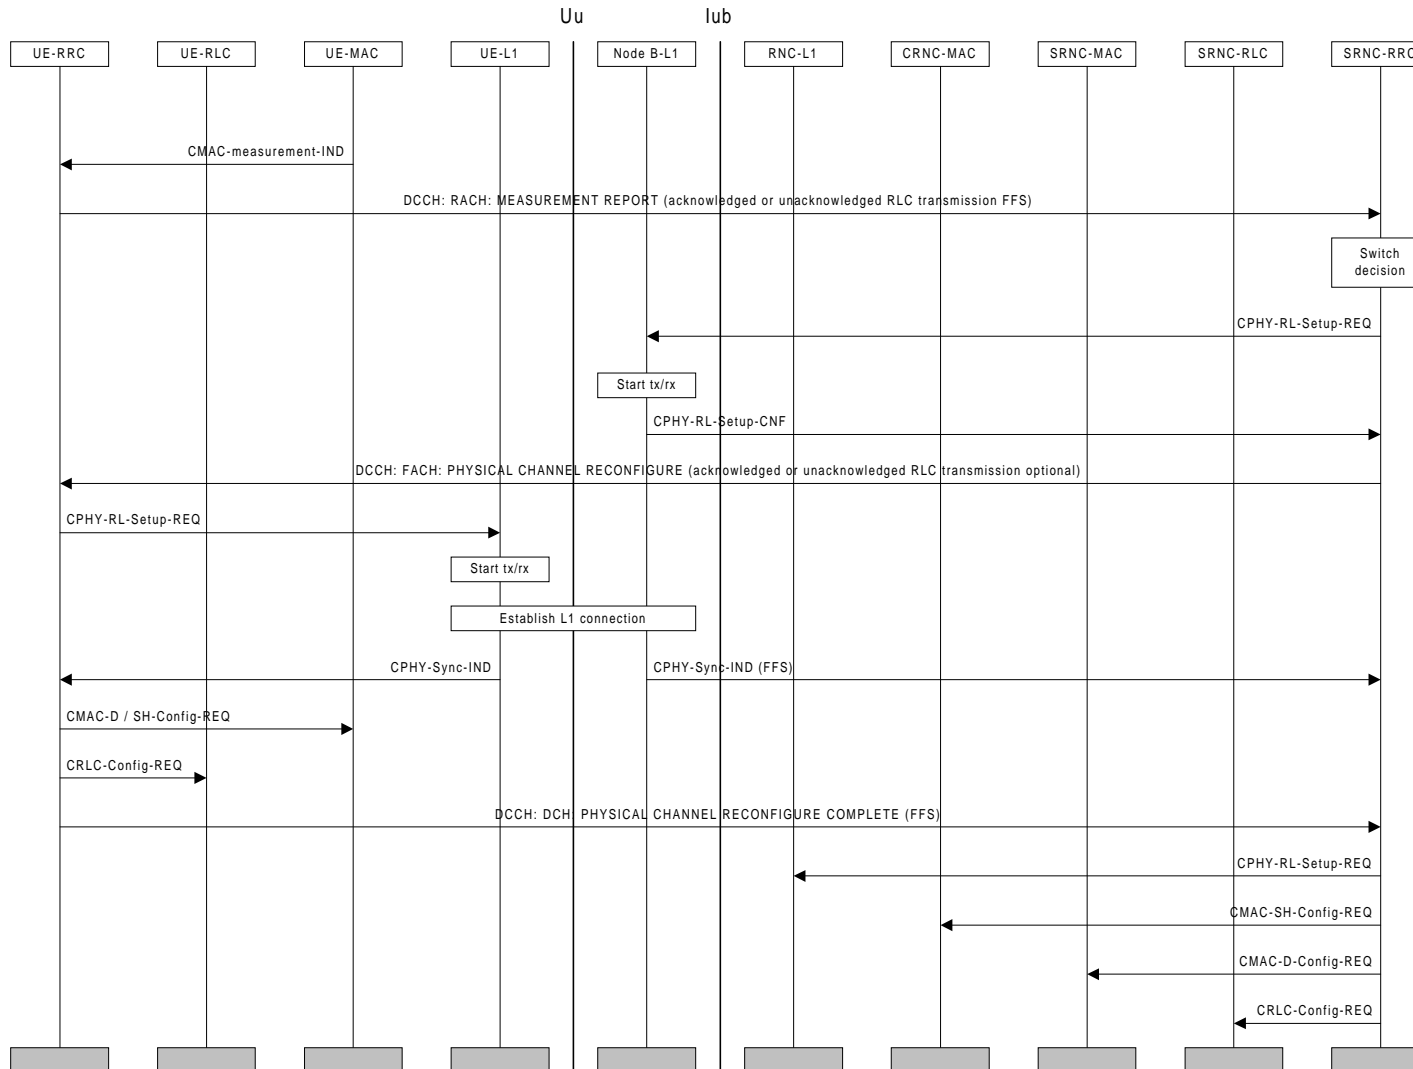 Uu
Iub
UE-RRC
UE-RLC
UE-MAC
UE-L1
Node B-L1
RNC-L1
CRNC-MAC
SRNC-MAC
SRNC-RLC
SRNC-RRC
CMAC-measurement-IND
DCCH: RACH: MEASUREMENT REPORT (acknowledged or unacknowledged RLC transmission FFS)
Switch
decision
CPHY-RL-Setup-REQ
Start tx/rx
CPHY-RL-Setup-CNF
DCCH: FACH: PHYSICAL CHANNEL RECONFIGURE (acknowledged or unacknowledged RLC transmission optional)
CPHY-RL-Setup-REQ
Start tx/rx
Establish L1 connection
CPHY-Sync-IND
CPHY-Sync-IND (FFS)
CMAC-D / SH-Config-REQ
CRLC-Config-REQ
DCCH: DCH: PHYSICAL CHANNEL RECONFIGURE COMPLETE (FFS)
CPHY-RL-Setup-REQ
CMAC-SH-Config-REQ
CMAC-D-Config-REQ
CRLC-Config-REQ